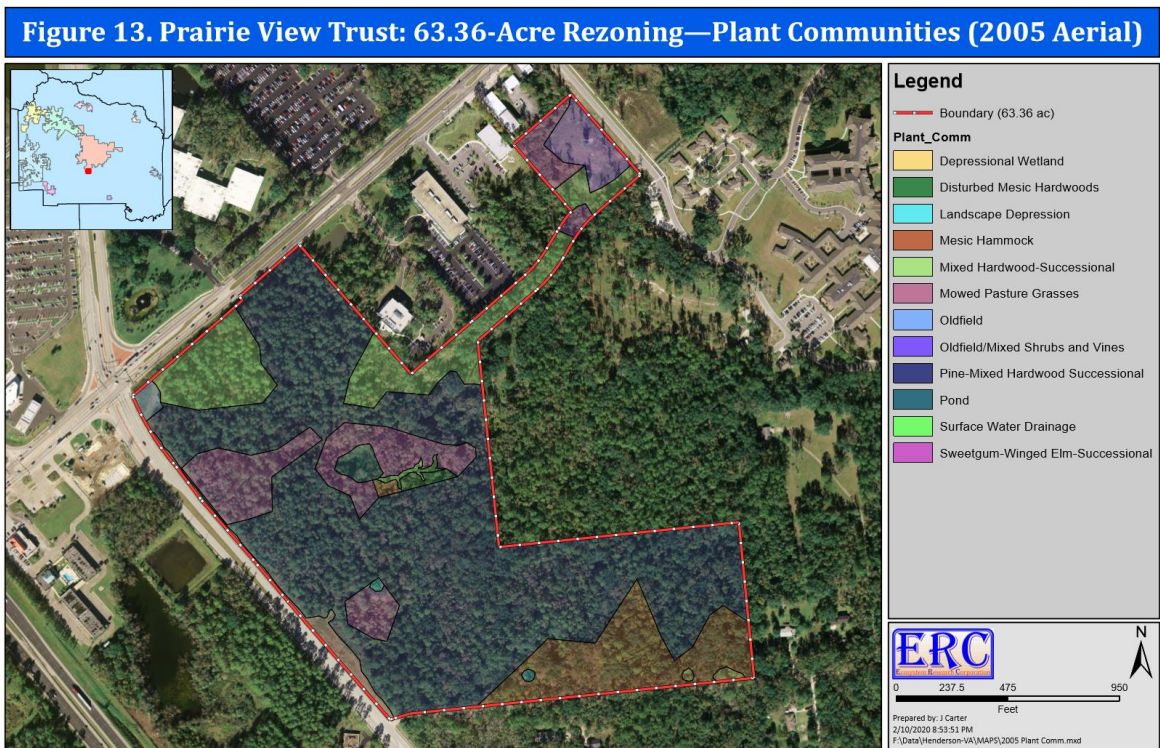 Figure 13. Prairie View Trust: 63.36-Acre Rezoning—Plant Communities (2005 Aerial)
Legend
Boundary (63.36 ac)
Plant_Comm
Depressional Wetland
Disturbed Mesic Hardwoods
Landscape Depression
Mesic Hammock
Mixed Hardwood-Successional
Mowed Pasture Grasses
Oldfield
Oldfield/Mixed Shrubs and Vines
Pine-Mixed Hardwood Successional
Pond
Surface Water Drainage
Sweetgum-Winged Elm-Successional
ERC
Ecosystem Research Corporation
N
0 237.5 475 950
Feet
Prepared by: J Carter
2/10/2020 8:53:51 PM
F:\Data\Henderson-VA\MAPS\2005 Plant Comm.mxd